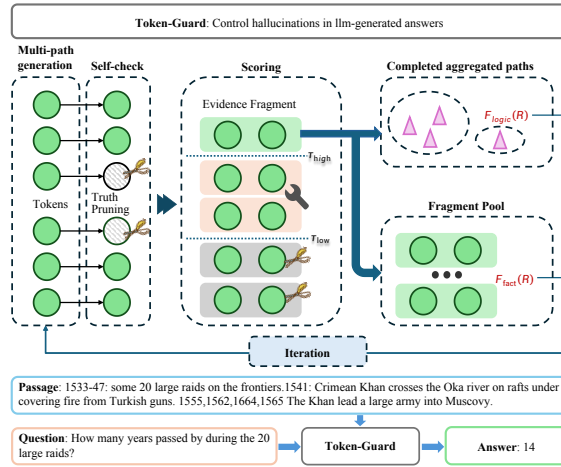 Token-Guard: Control hallucinations in llm-generated answers
Multi-path
generation
Self-check
Scoring
Completed aggregated paths
Evidence Fragment
F_logic(R)
τ_high
Tokens
Truth
Pruning
Fragment Pool
τ_low
F_fact(R)
Iteration
Passage: 1533-47: some 20 large raids on the frontiers.1541: Crimean Khan crosses the Oka river on rafts under
covering fire from Turkish guns. 1555,1562,1664,1565 The Khan lead a large army into Muscovy.
Question: How many years passed by during the 20
large raids?
Token-Guard
Answer: 14